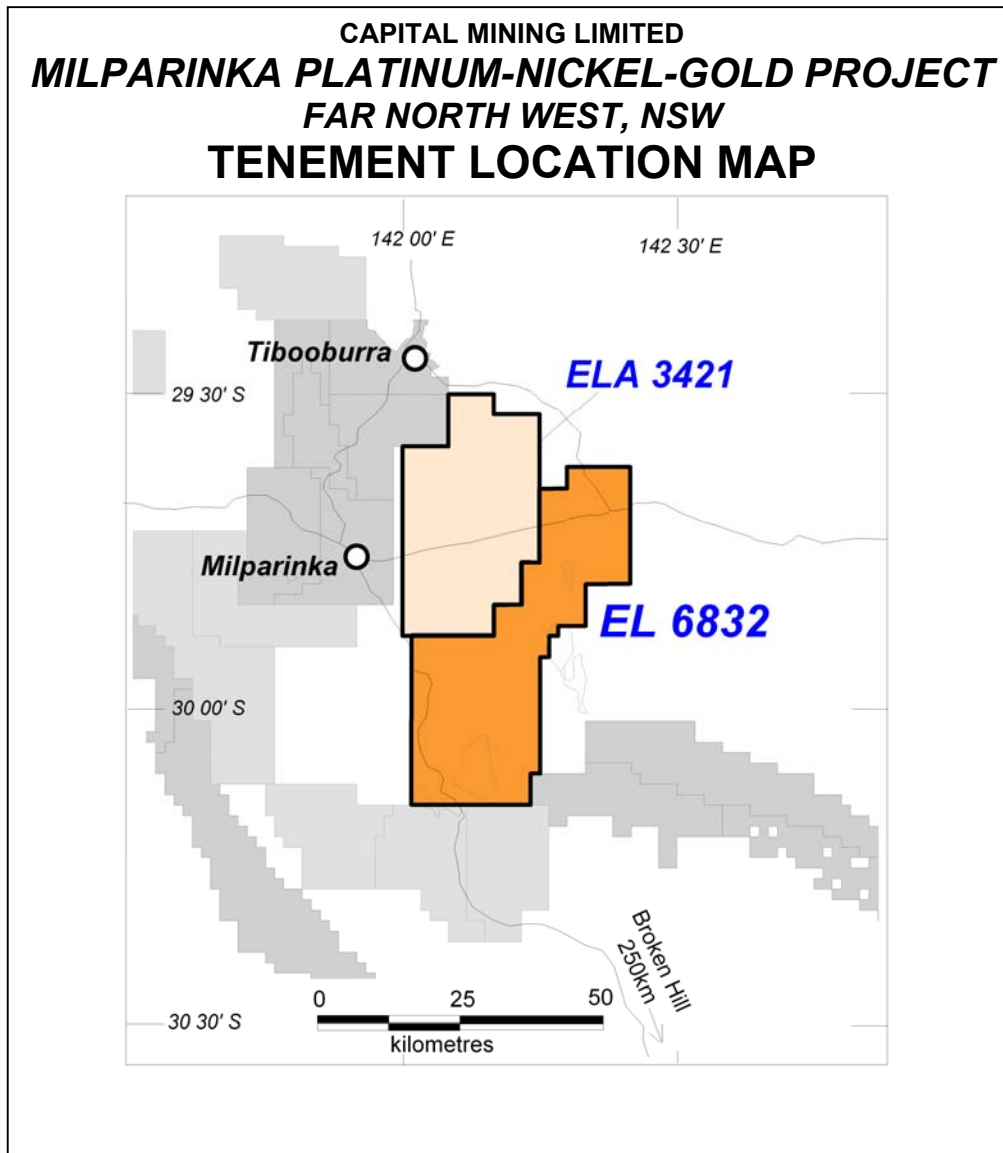 CAPITAL MINING LIMITED
MILPARINKA PLATINUM-NICKEL-GOLD PROJECT
FAR NORTH WEST, NSW
TENEMENT LOCATION MAP
142 00' E
142 30' E
Tibooburra
ELA 3421
29 30' S
Milparinka
EL 6832
30 00' S
Broken Hill
250km
0 25 50
kilometres
30 30' S